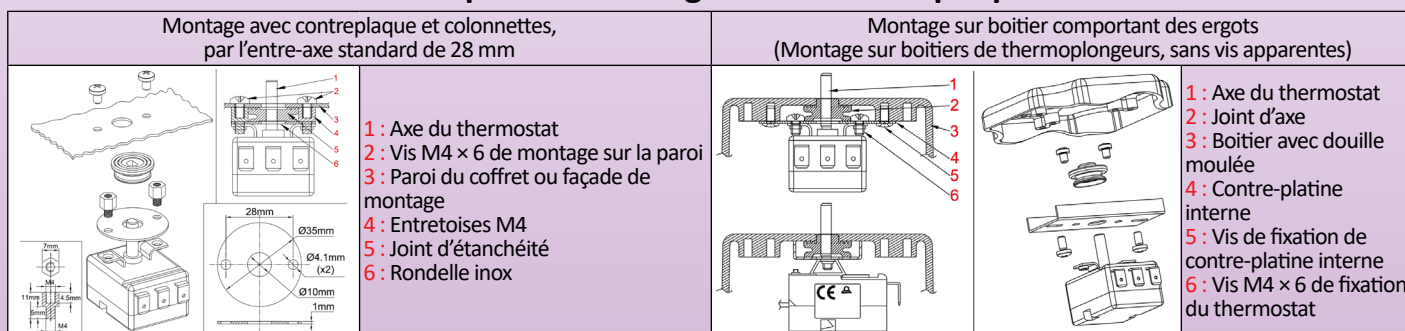 Montage avec contreplaque et colonnettes,
par l'entre-axe standard de 28 mm
1
2
3
4
5
6
28mm
Ø35mm
Ø4.1mm
(x2)
Ø10mm
1mm
7mm
M4
11mm
4.5mm
5mm
M4
1 : Axe du thermostat
2 : Vis M4 × 6 de montage sur la paroi
3 : Paroi du coffret ou façade de
montage
4 : Entretoises M4
5 : Joint d'étanchéité
6 : Rondelle inox
Montage sur boitier comportant des ergots
(Montage sur boitiers de thermoplongeurs, sans vis apparentes)
1
2
3
4
5
6
CE
1 : Axe du thermostat
2 : Joint d'axe
3 : Boitier avec douille
moulée
4 : Contre-platine
interne
5 : Vis de fixation de
contre-platine interne
6 : Vis M4 × 6 de fixation
du thermostat